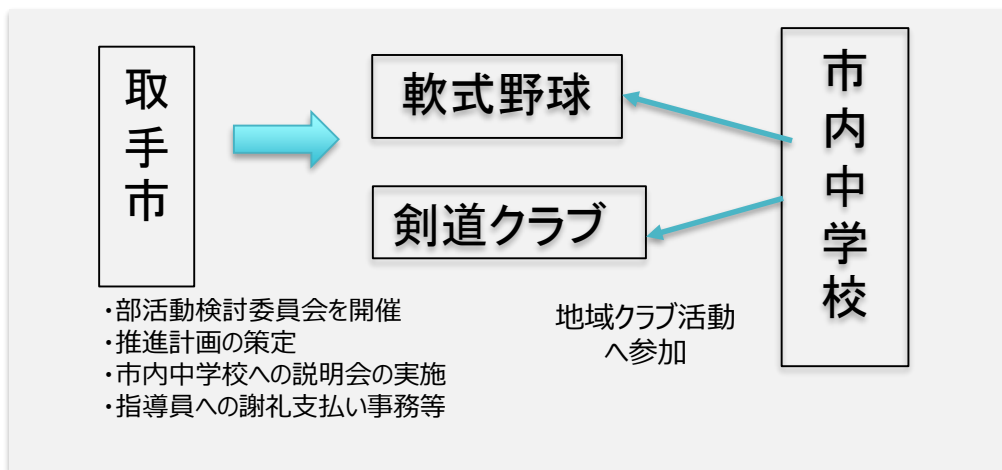 取手市
軟式野球
剣道クラブ
市内中学校
・部活動検討委員会を開催
・推進計画の策定
・市内中学校への説明会の実施
・指導員への謝礼支払い事務等
地域クラブ活動
へ参加